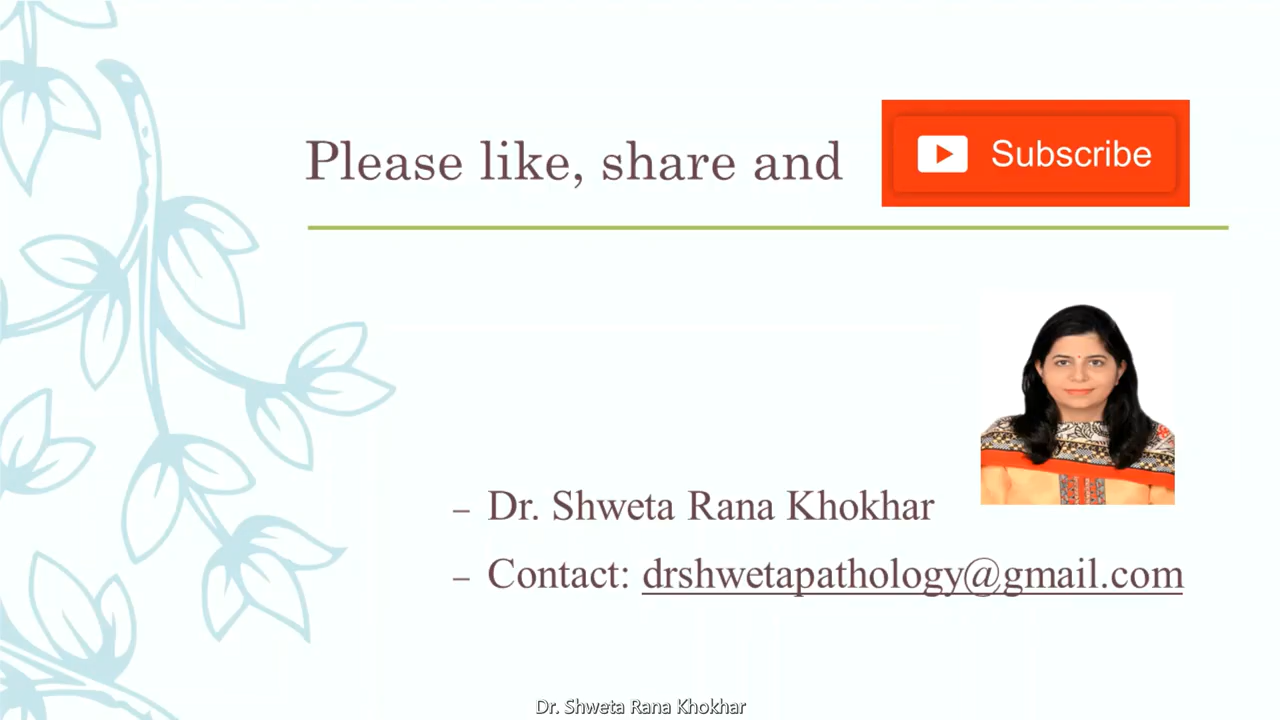 Please like, share and Subscribe
– Dr. Shweta Rana Khokhar
– Contact: drshwetapathology@gmail.com
Dr. Shweta Rana Khokhar